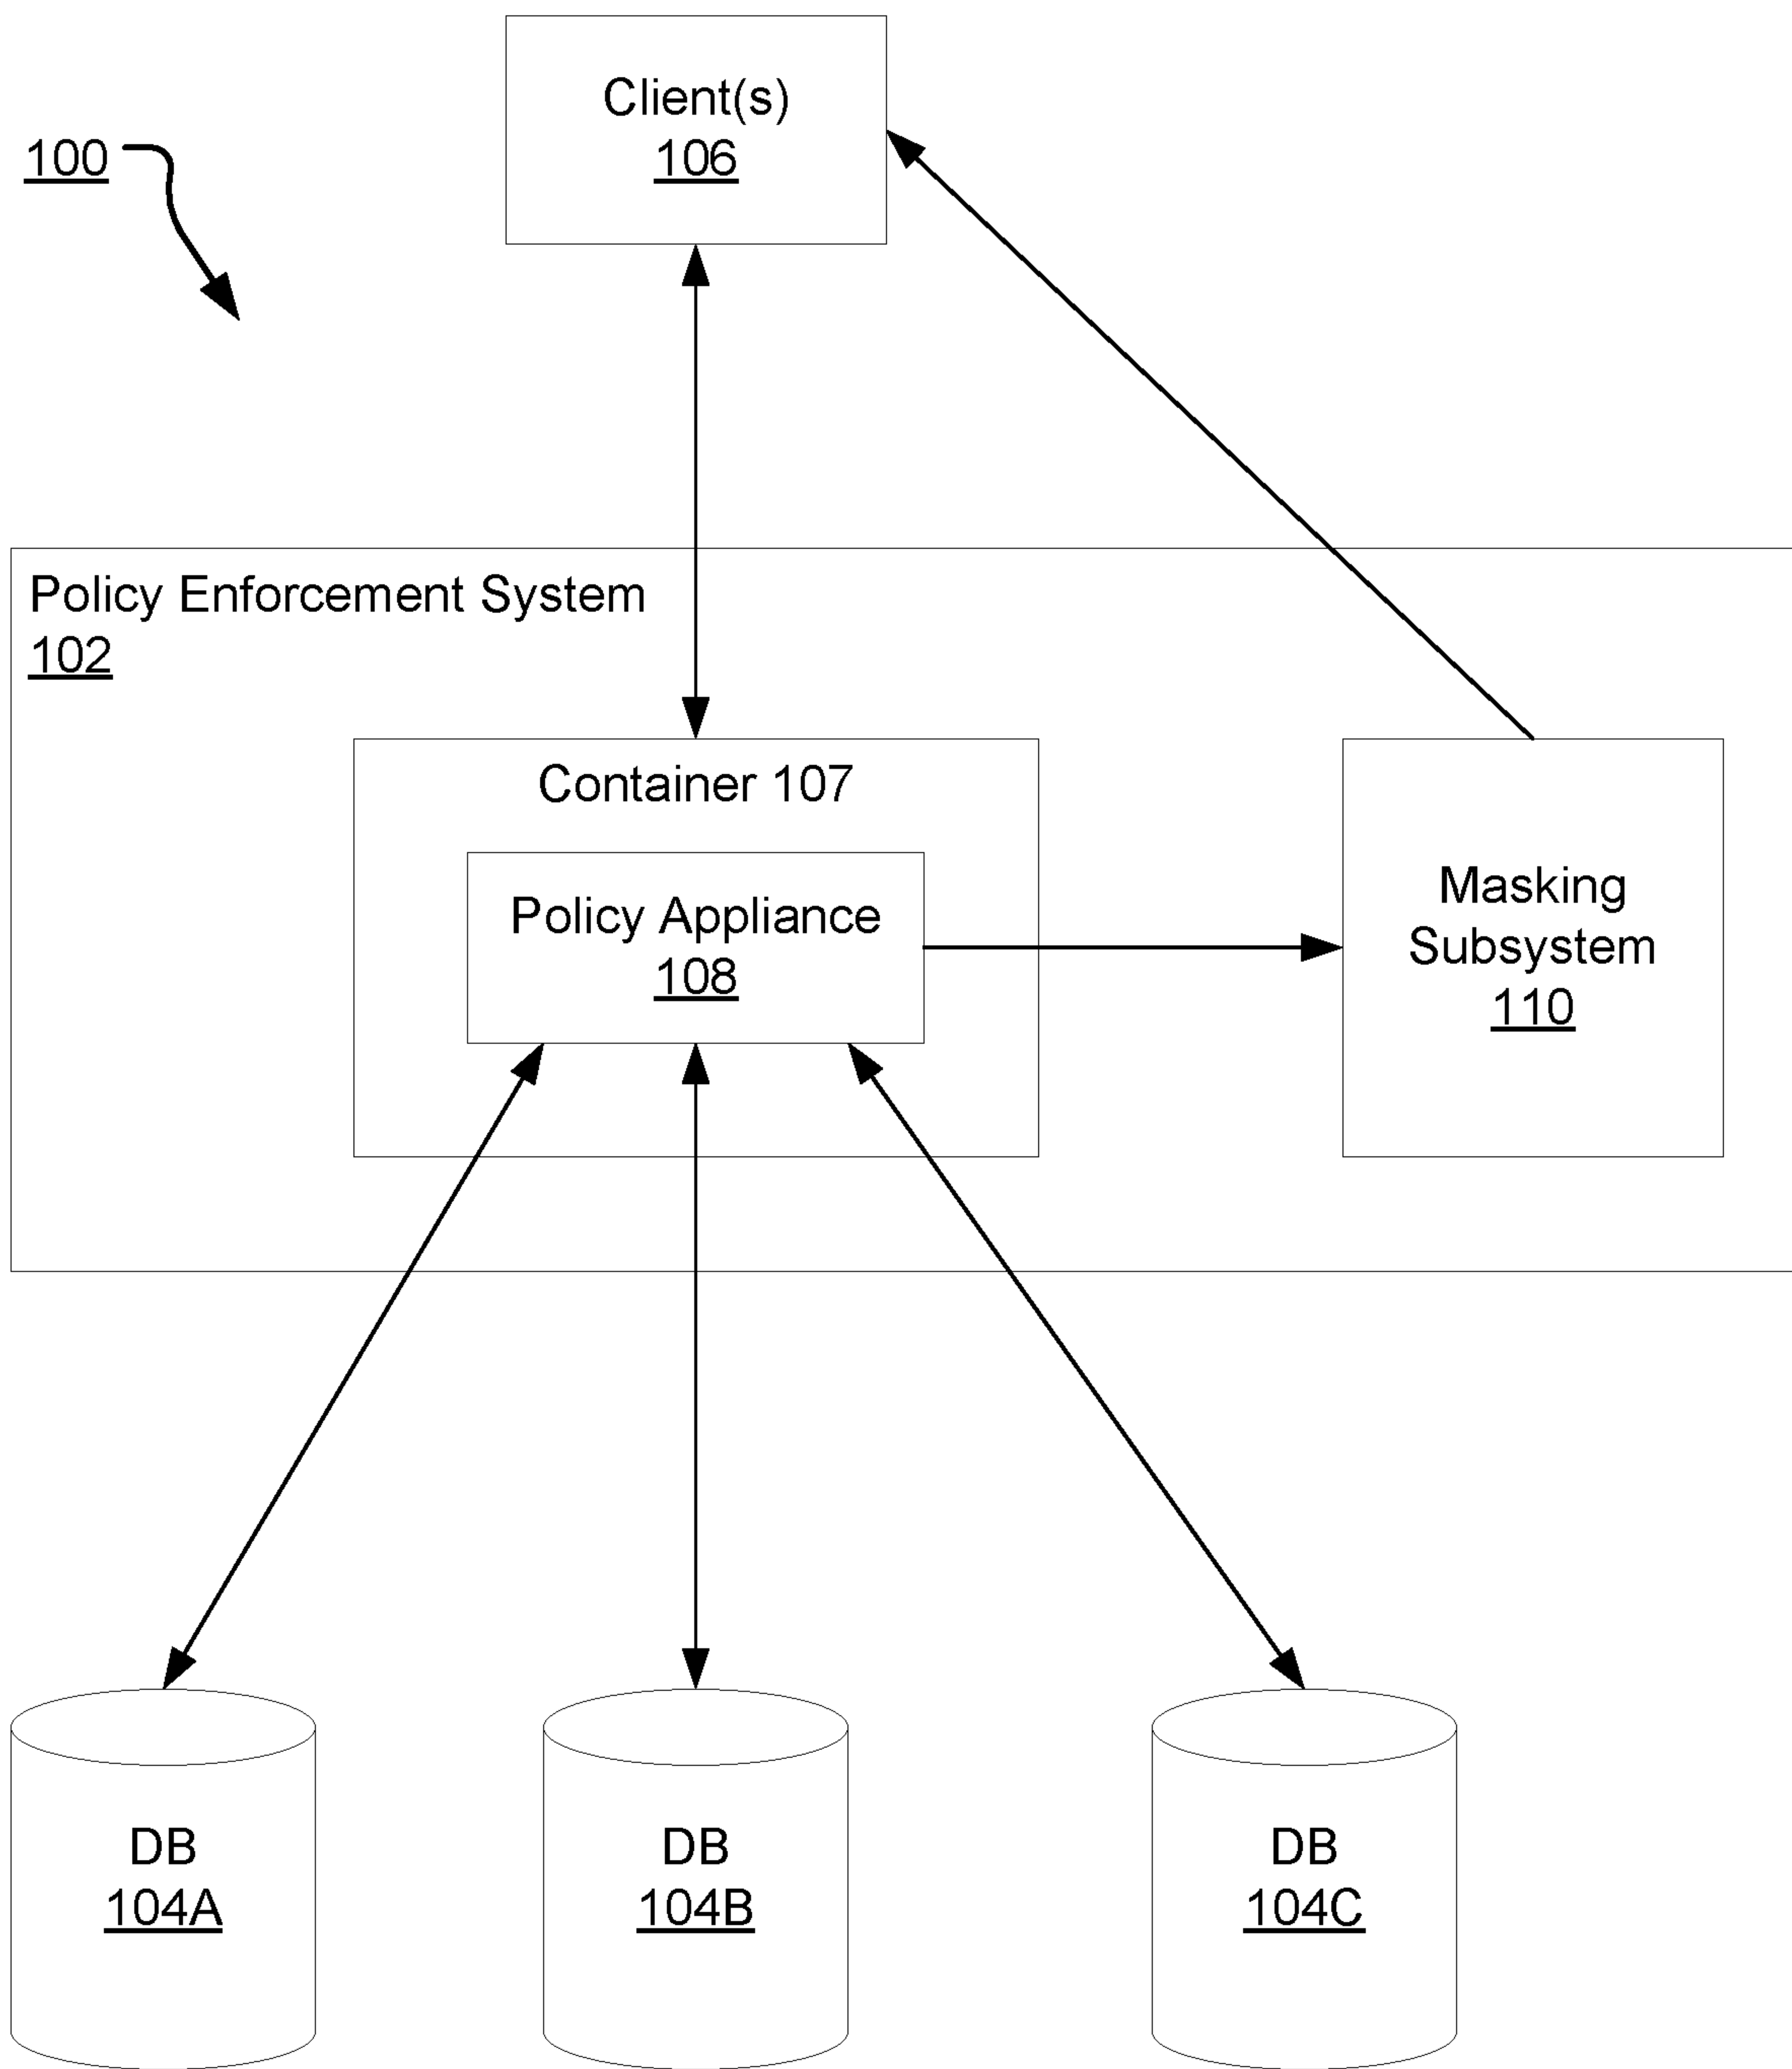 Client(s)
106
100
Policy Enforcement System
102
Container 107
Policy Appliance
108
Masking
Subsystem
110
DB
104A
DB
104B
DB
104C